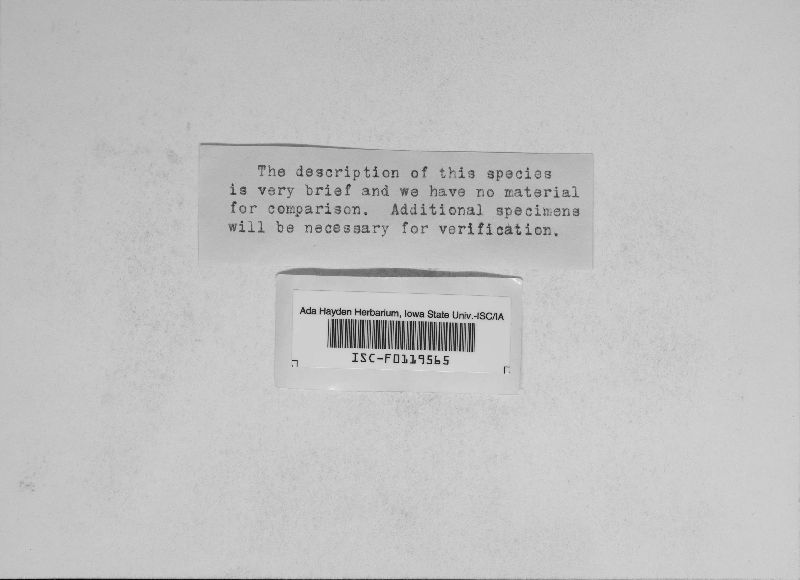 The description of this species
is very brief and we have no material
for comparison. Additional specimens
will be necessary for verification.
Ada Hayden Herbarium, Iowa State Univ.-ISC/IA
ISC-F0119565